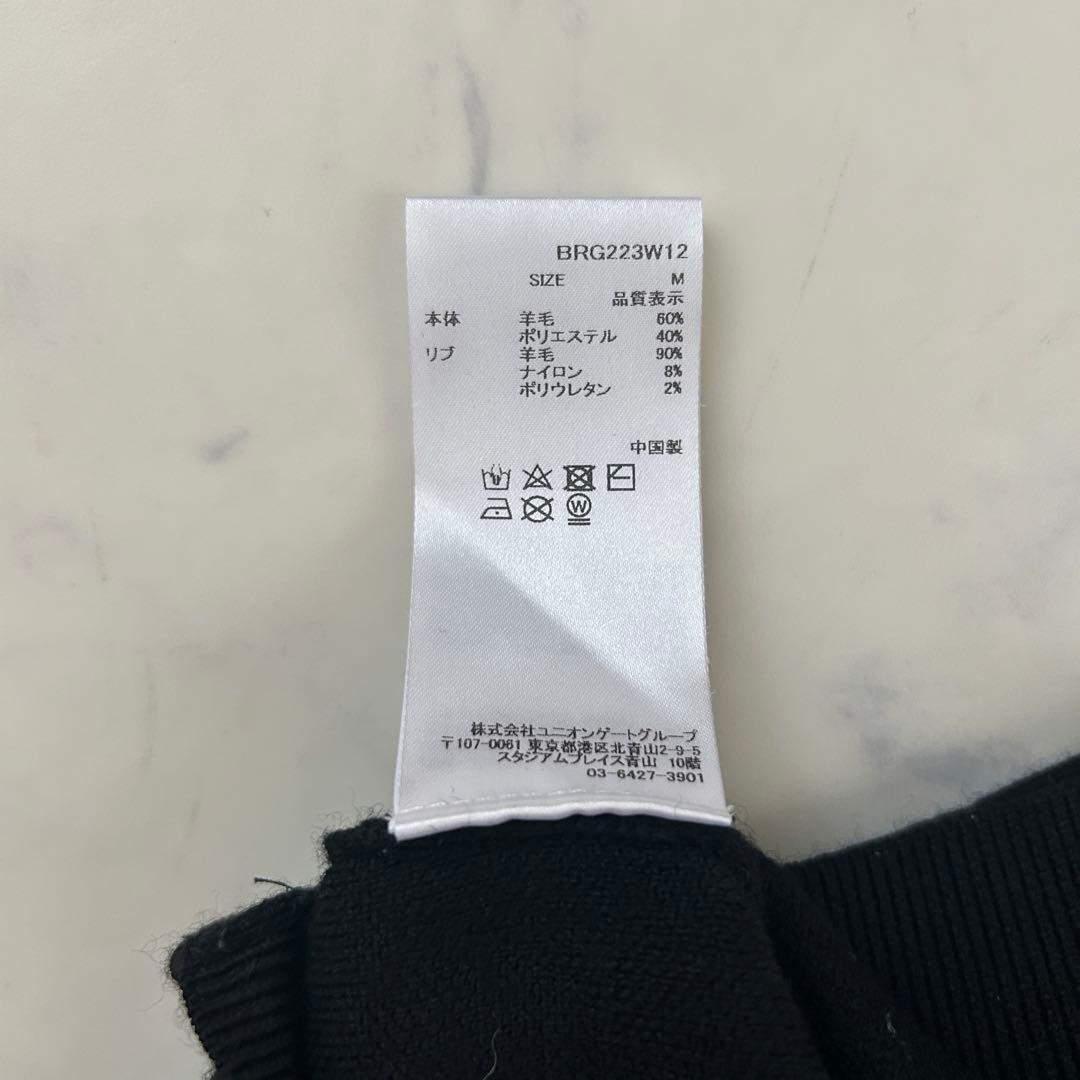 BRG223W12
SIZE M
品質表示
本体 羊毛 60%
ポリエステル 40%
リブ 羊毛 90%
ナイロン 8%
ポリウレタン 2%
中国製
W
株式会社ユニオンゲートグループ
〒107-0061 東京都港区北青山2-9-5
スタジアムプレイス青山 10階
03-6427-3901